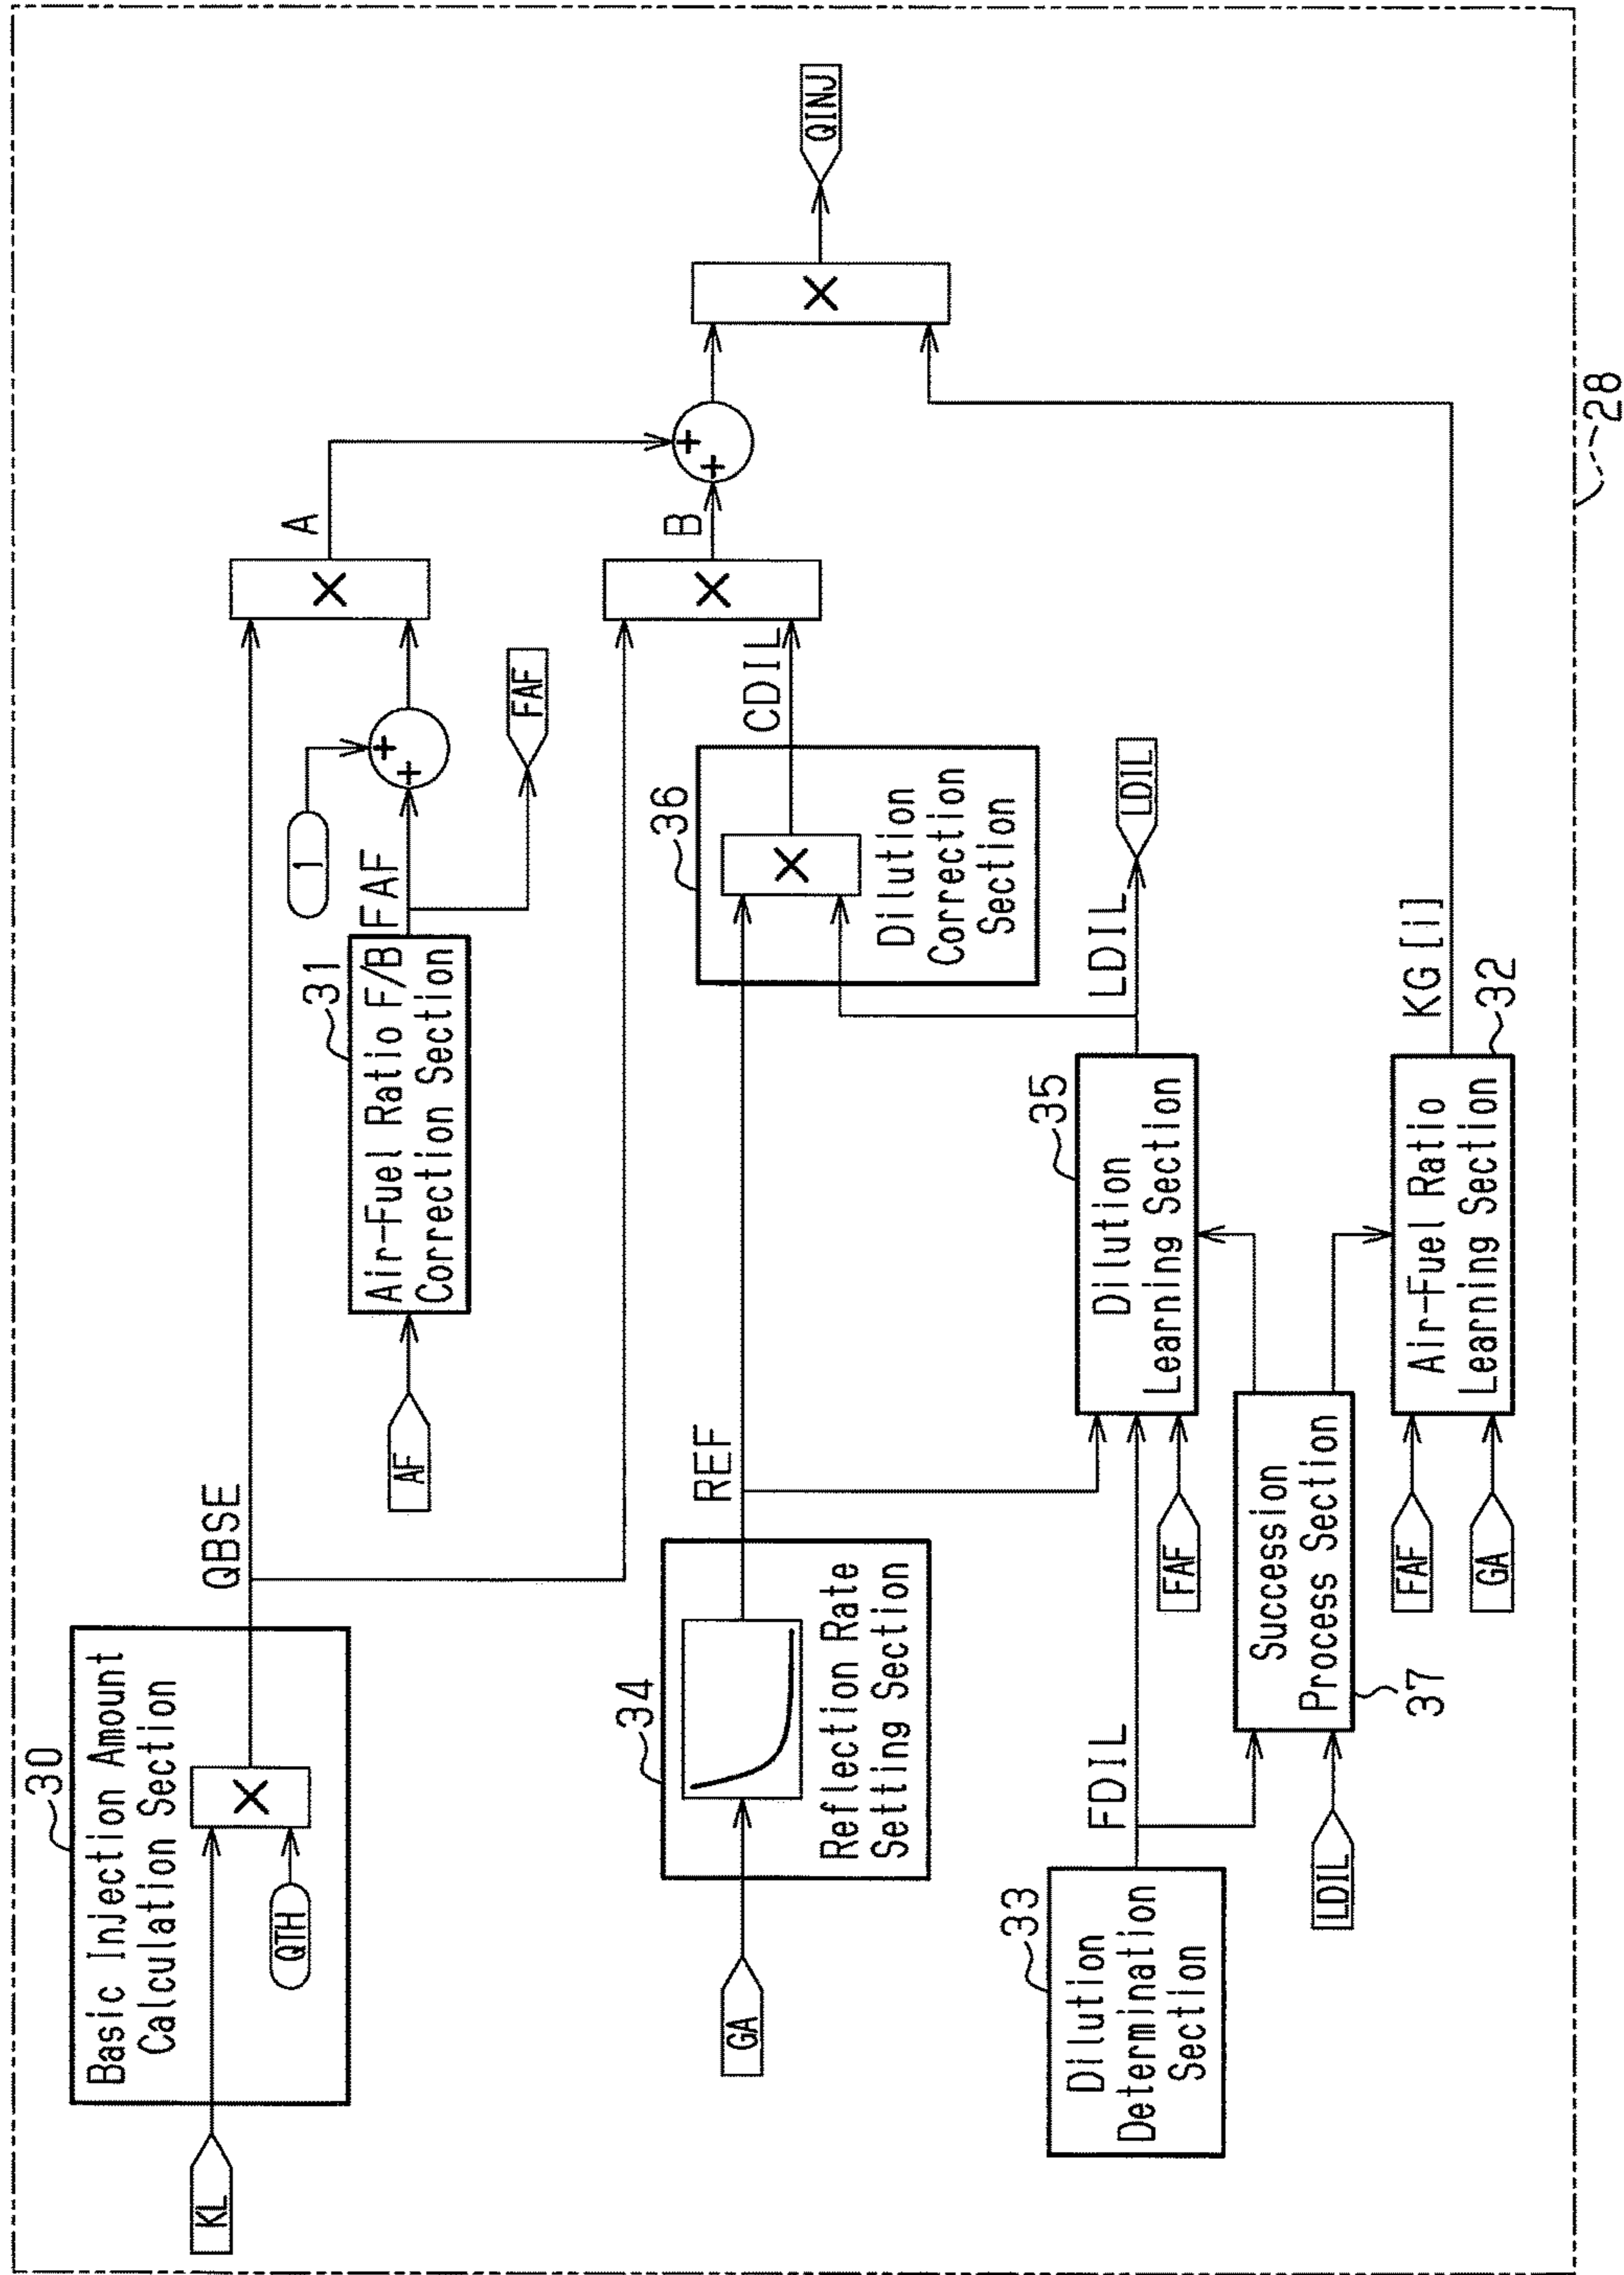 30
Basic Injection Amount
Calculation Section
KL
QTH
×
QBSE
31
Air-Fuel Ratio F/B
Correction Section
AF
FAF
1
+
+
FAF
×
A
34
Reflection Rate
Setting Section
GA
REF
36
×
Dilution
Correction
Section
CDIL
×
B
+
+
×
QINJ
33
Dilution
Determination
Section
FDIL
FAF
35
Dilution
Learning Section
LDIL
LDIL
LDIL
Succession
Process Section
37
FAF
GA
Air-Fuel Ratio
Learning Section
32
KG[i]
28